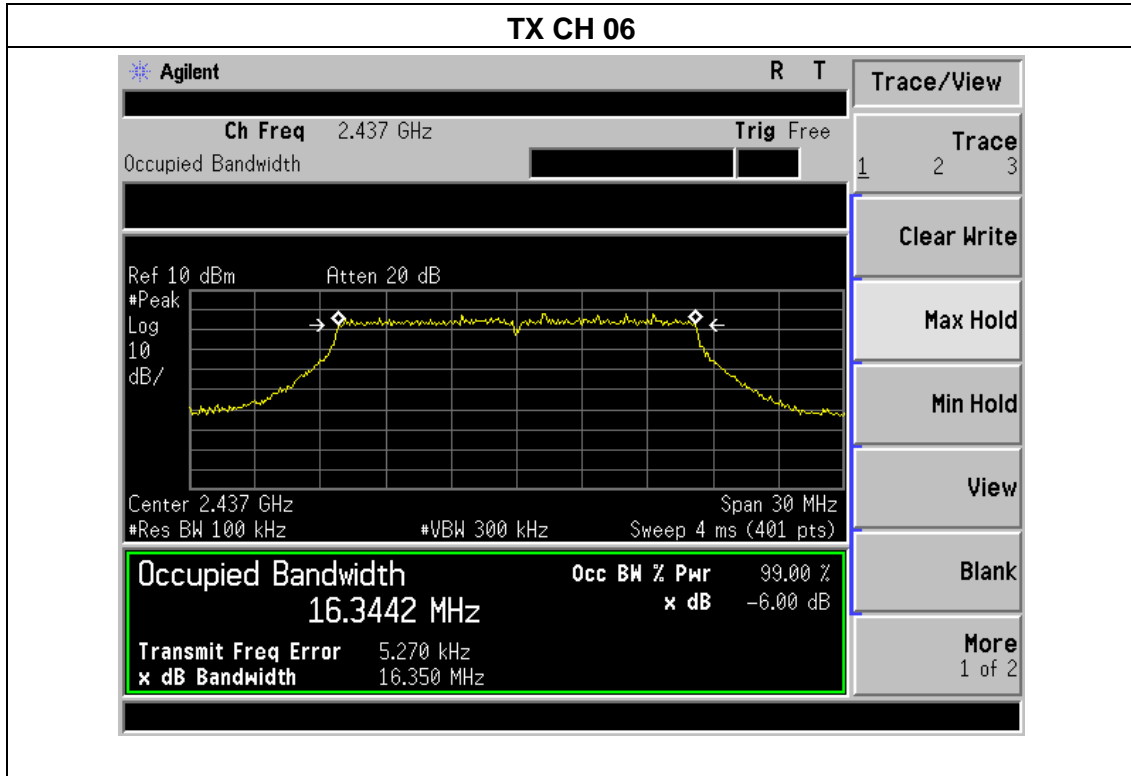 TX CH 06
Agilent R T
Trace/View
Ch Freq 2.437 GHz Trig Free
Occupied Bandwidth
Trace
1 2 3
Clear Write
Max Hold
Min Hold
View
Blank
More
1 of 2
Ref 10 dBm Atten 20 dB
#Peak
Log
10
dB/
Center 2.437 GHz Span 30 MHz
#Res BW 100 kHz #VBW 300 kHz Sweep 4 ms (401 pts)
Occupied Bandwidth Occ BW % Pwr 99.00 %
16.3442 MHz x dB -6.00 dB
Transmit Freq Error 5.270 kHz
x dB Bandwidth 16.350 MHz